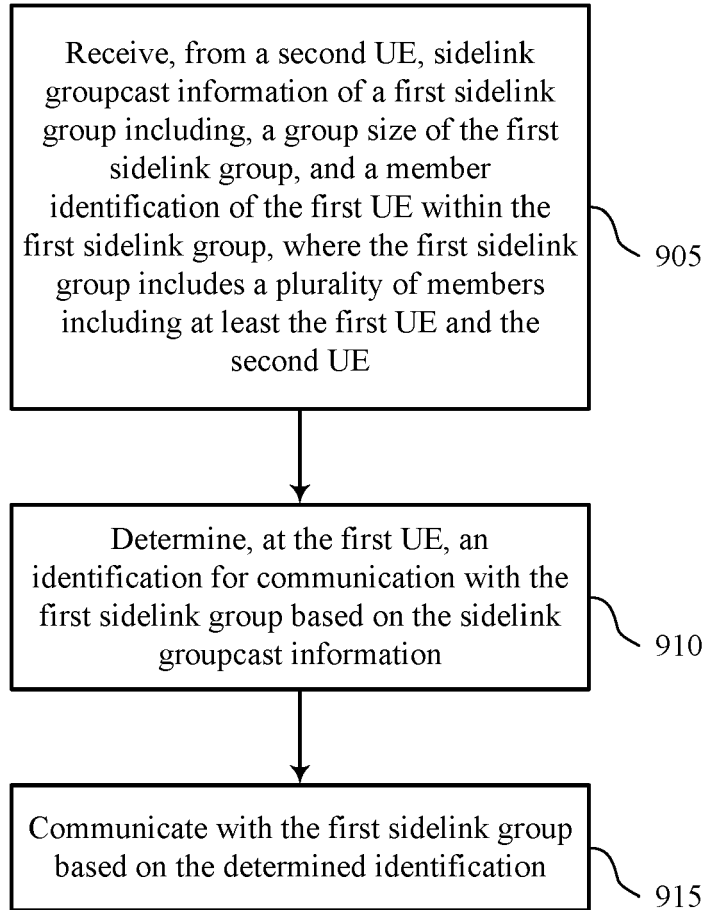 Receive, from a second UE, sidelink
groupcast information of a first sidelink
group including, a group size of the first
sidelink group, and a member
identification of the first UE within the
first sidelink group, where the first sidelink
group includes a plurality of members
including at least the first UE and the
second UE
905
Determine, at the first UE, an
identification for communication with the
first sidelink group based on the sidelink
groupcast information
910
Communicate with the first sidelink group
based on the determined identification
915